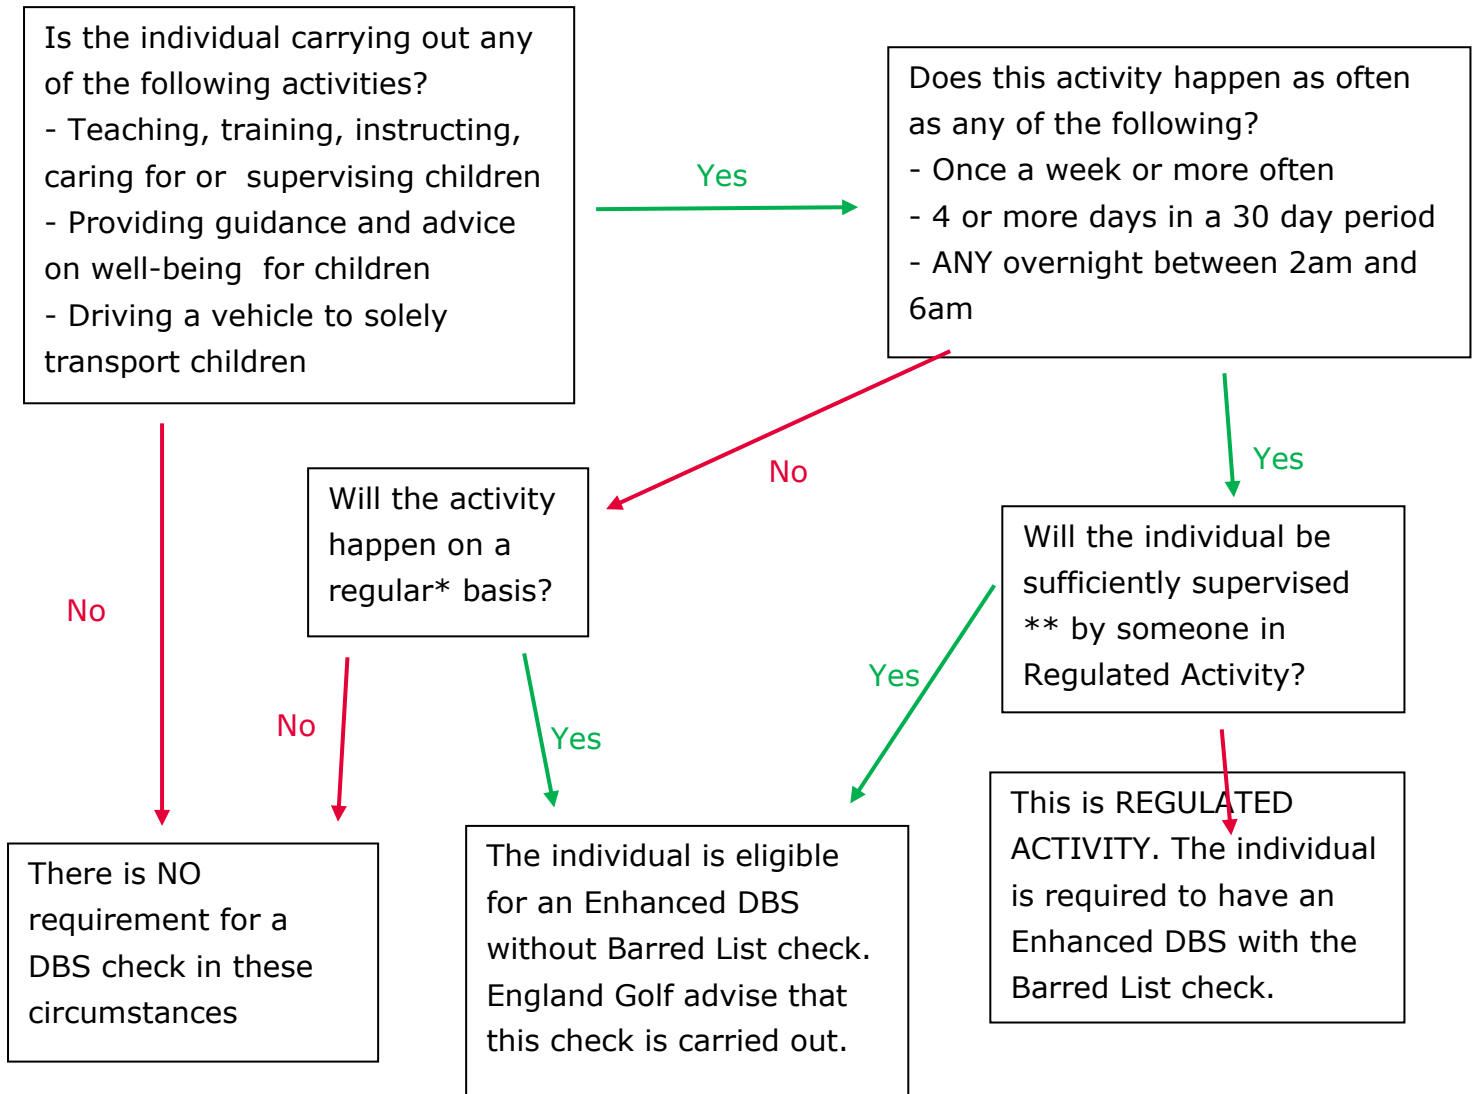 Is the individual carrying out any
of the following activities?
- Teaching, training, instructing,
caring for or supervising children
- Providing guidance and advice
on well-being for children
- Driving a vehicle to solely
transport children
Yes
Does this activity happen as often
as any of the following?
- Once a week or more often
- 4 or more days in a 30 day period
- ANY overnight between 2am and
6am
No
No
Yes
Will the activity
happen on a
regular* basis?
Will the individual be
sufficiently supervised
** by someone in
Regulated Activity?
No
Yes
Yes
There is NO
requirement for a
DBS check in these
circumstances
The individual is eligible
for an Enhanced DBS
without Barred List check.
England Golf advise that
this check is carried out.
This is REGULATED
ACTIVITY. The individual
is required to have an
Enhanced DBS with the
Barred List check.